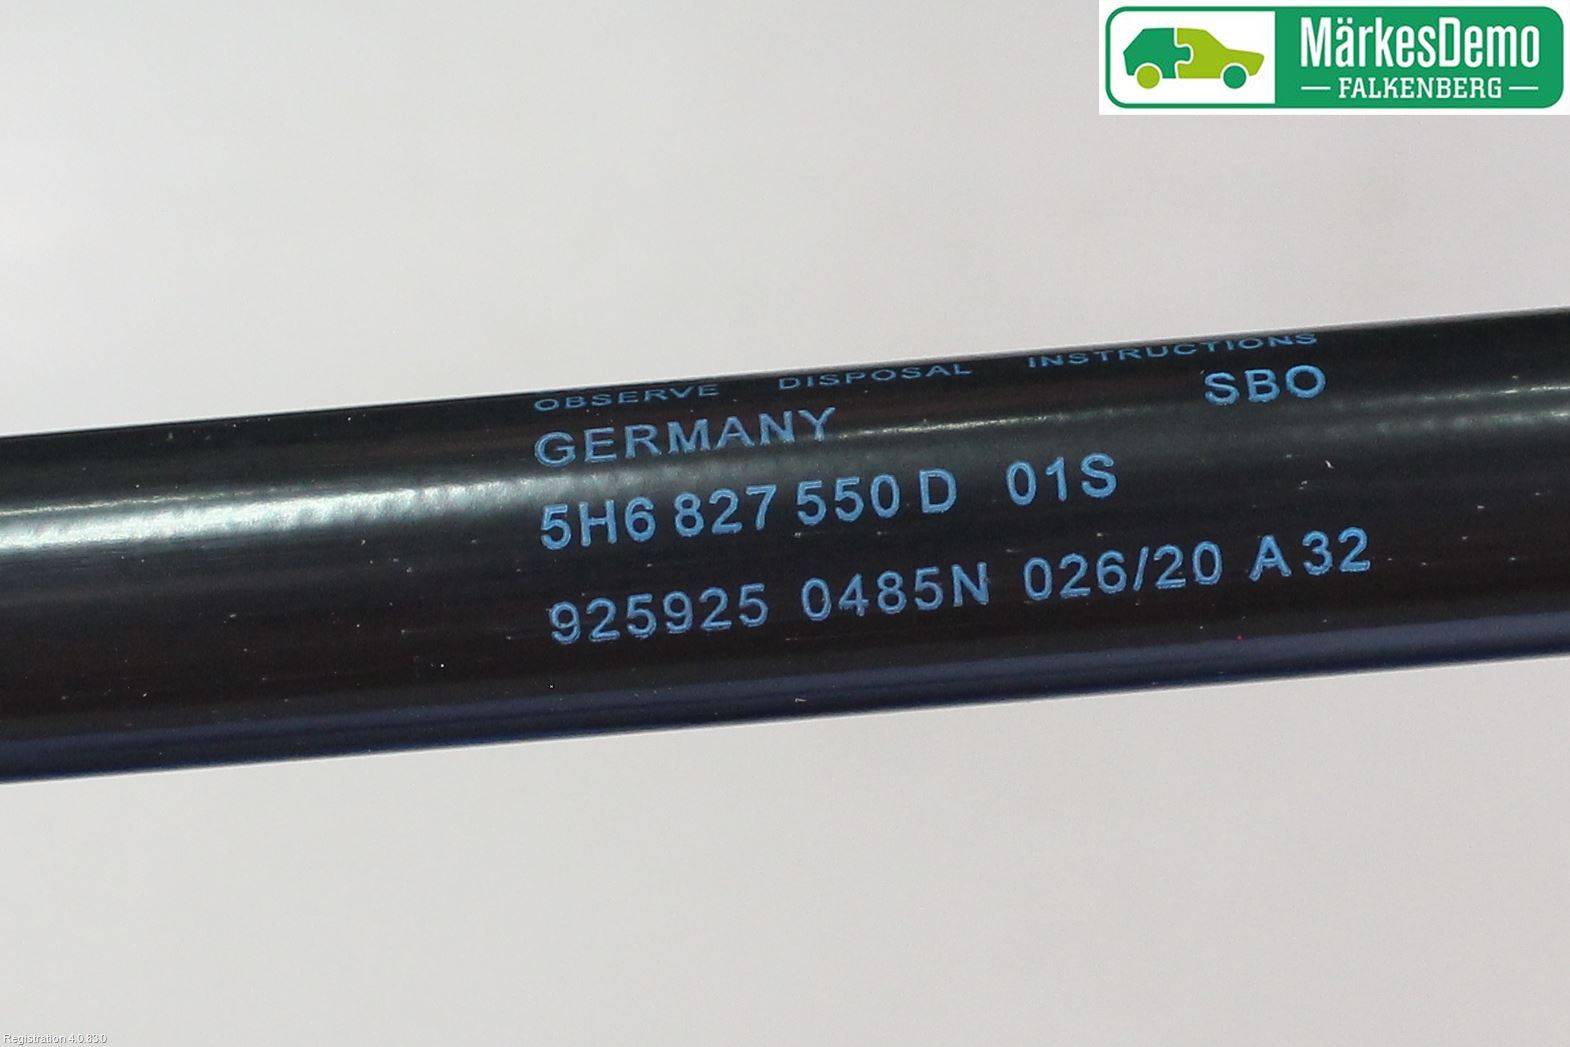 MärkesDemo
FALKENBERG
OBSERVE DISPOSAL INSTRUCTIONS
GERMANY SBO
5H6 827 550 D 01S
925925 0485N 026/20 A32
Registration 4.0.83.0